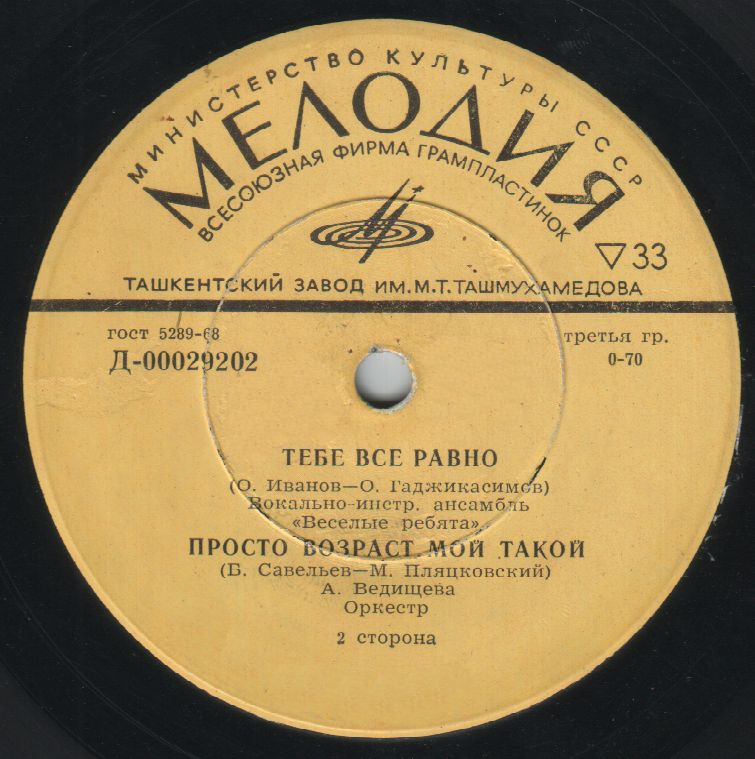 МИНИСТЕРСТВО КУЛЬТУРЫ СССР
МЕЛОДИЯ
ВСЕСОЮЗНАЯ ФИРМА ГРАМПЛАСТИНОК
▽33
ТАШКЕНТСКИЙ ЗАВОД ИМ.М.Т.ТАШМУХАМЕДОВА
гост 5289-68
третья гр.
Д-00029202
0-70
ТЕБЕ ВСЕ РАВНО
(О. Иванов—О. Гаджикасимов)
Вокально-инстр. ансамбль
«Веселые ребята»
ПРОСТО ВОЗРАСТ МОЙ ТАКОЙ
(Б. Савельев—М. Пляцковский)
А. Ведищева
Оркестр
2 сторона